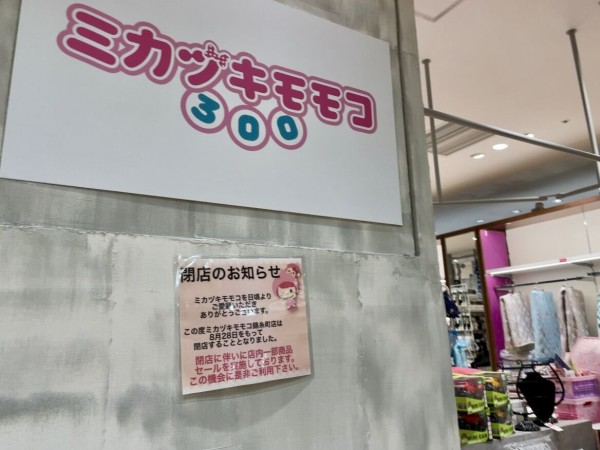 ミカヅキモモコ
300
閉店のお知らせ
ミカヅキモモコを日頃より
ご愛顧いただき
ありがとうございます。
この度ミカヅキモモコ錦糸町店は
8月28日をもって
閉店することとなりました。
閉店に伴いに店内一部商品
セールを実施しております。
この機会に是非ご利用下さい。